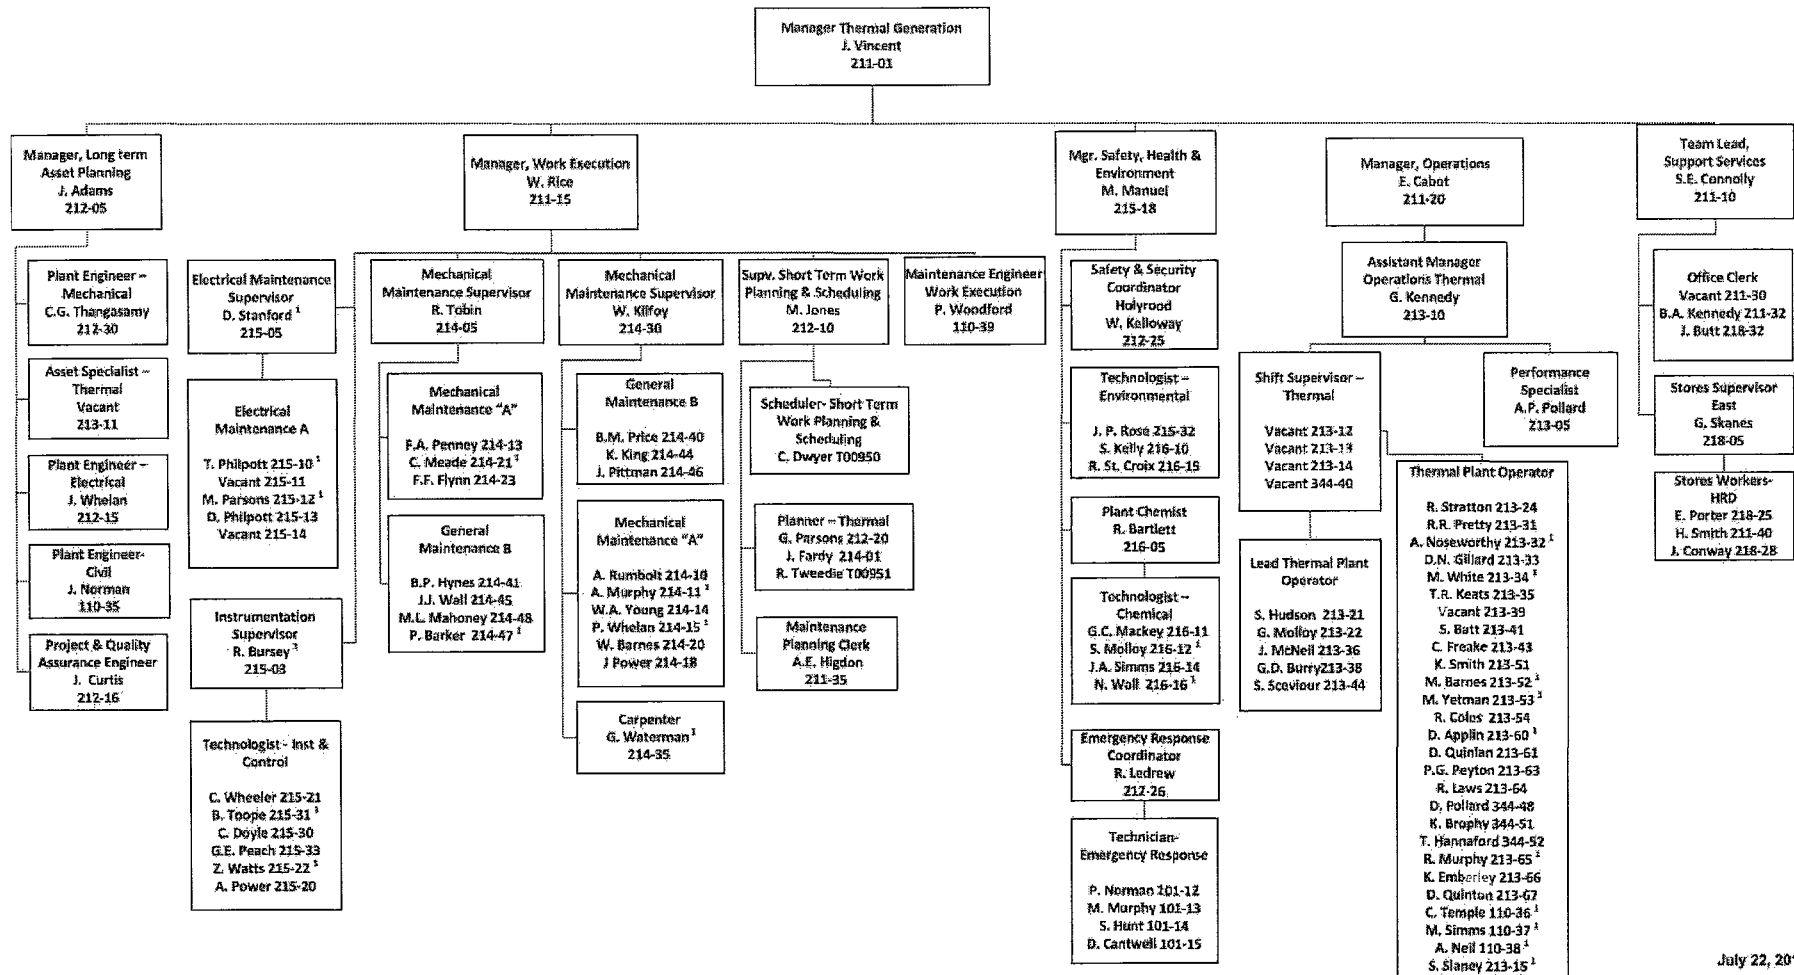 Manager Thermal Generation
J. Vincent
211-01
Manager, Long term
Asset Planning
J. Adams
212-05
Manager, Work Execution
W. Rice
211-15
Mgr. Safety, Health &
Environment
M. Manuel
215-18
Manager, Operations
E. Cabot
211-20
Team Lead,
Support Services
S.E. Connolly
211-10
Plant Engineer –
Mechanical
C.G. Thangasamy
212-30
Asset Specialist –
Thermal
Vacant
213-11
Plant Engineer –
Electrical
J. Whelan
212-15
Plant Engineer-
Civil
J. Norman
110-35
Project & Quality
Assurance Engineer
J. Curtis
212-16
Electrical Maintenance
Supervisor
D. Stanford ¹
215-05
Electrical
Maintenance A
T. Philpott 215-10 ¹
Vacant 215-11
M. Parsons 215-12 ¹
D. Philpott 215-13
Vacant 215-14
Instrumentation
Supervisor
R. Bursey ¹
215-03
Technologist - Inst &
Control
C. Wheeler 215-21
B. Toope 215-31 ¹
C. Doyle 215-30
G.E. Peach 215-33
Z. Watts 215-22 ¹
A. Power 215-20
Mechanical
Maintenance Supervisor
R. Tobin
214-05
Mechanical
Maintenance "A"
F.A. Penney 214-13
C. Meade 214-21 ¹
F.F. Flynn 214-23
General
Maintenance B
B.P. Hynes 214-41
J.J. Wall 214-45
M.L. Mahoney 214-48
P. Barker 214-47 ¹
Mechanical
Maintenance Supervisor
W. Kilfoy
214-30
General
Maintenance B
B.M. Price 214-40
K. King 214-44
J. Pittman 214-46
Mechanical
Maintenance "A"
A. Rumbolt 214-10
A. Murphy 214-11 ¹
W.A. Young 214-14
P. Whelan 214-15 ¹
W. Barnes 214-20
J Power 214-18
Carpenter
G. Waterman ¹
214-35
Supv. Short Term Work
Planning & Scheduling
M. Jones
212-10
Scheduler- Short Term
Work Planning &
Scheduling
C. Dwyer T00950
Planner – Thermal
G. Parsons 212-20
J. Fardy 214-01
R. Tweedie T00951
Maintenance
Planning Clerk
A.E. Higdon
211-35
Maintenance Engineer
Work Execution
P. Woodford
110-39
Safety & Security
Coordinator
Holyrood
W. Kelloway
212-25
Technologist –
Environmental
J. P. Rose 215-32
S. Kelly 216-10
R. St. Croix 216-15
Plant Chemist
R. Bartlett
216-05
Technologist –
Chemical
G.C. Mackey 216-11
S. Molloy 216-12 ¹
J.A. Simms 216-14
N. Wall 216-16 ¹
Emergency Response
Coordinator
R. Ledrew
212-26
Technician-
Emergency Response
P. Norman 101-12
M. Murphy 101-13
S. Hunt 101-14
D. Cantwell 101-15
Assistant Manager
Operations Thermal
G. Kennedy
213-10
Shift Supervisor –
Thermal
Vacant 213-12
Vacant 213-13
Vacant 213-14
Vacant 344-40
Lead Thermal Plant
Operator
S. Hudson 213-21
G. Molloy 213-22
J. McNeil 213-36
G.D. Burry213-38
S. Sceviour 213-44
Performance
Specialist
A.P. Pollard
213-05
Thermal Plant Operator
R. Stratton 213-24
R.R. Pretty 213-31
A. Noseworthy 213-32 ¹
D.N. Gillard 213-33
M. White 213-34 ¹
T.R. Keats 213-35
Vacant 213-39
S. Batt 213-41
C. Freake 213-43
K. Smith 213-51
M. Barnes 213-52 ¹
M. Yetman 213-53 ¹
R. Coles 213-54
D. Applin 213-60 ¹
D. Quinlan 213-61
P.G. Peyton 213-63
R. Laws 213-64
D. Pollard 344-48
K. Brophy 344-51
T. Hannaford 344-52
R. Murphy 213-65 ¹
K. Emberley 213-66
D. Quinton 213-67
C. Temple 110-36 ¹
M. Simms 110-37 ¹
A. Neil 110-38 ¹
S. Slaney 213-15 ¹
Office Clerk
Vacant 211-30
B.A. Kennedy 211-32
J. Butt 218-32
Stores Supervisor
East
G. Skanes
218-05
Stores Workers-
HRD
E. Porter 218-25
H. Smith 211-40
J. Conway 218-28
July 22, 20